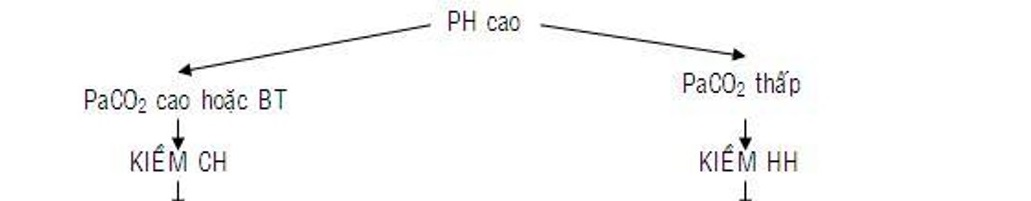 PH cao
PaCO₂ cao hoặc BT
PaCO₂ thấp
KIỀM CH
KIỀM HH